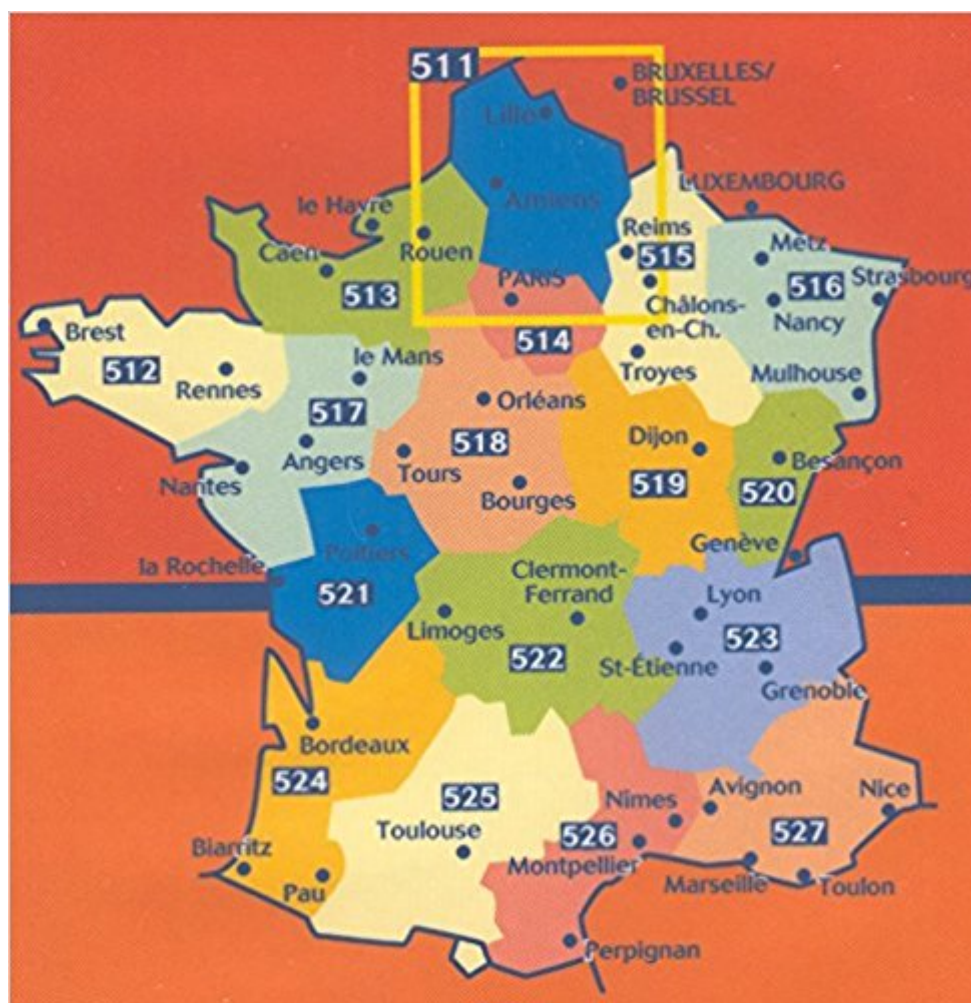 511
BRUXELLES/
BRUSSEL
Lille
LUXEMBOURG
Amiens
le Havre
Reims
Metz
Caen
Rouen
515
Strasbourg
513
PARIS
516
Châlons-
en-Ch.
Nancy
Brest
514
512
le Mans
Troyes
Mulhouse
Rennes
517
Orléans
518
Dijon
Angers
Tours
Besançon
Nantes
Bourges
519
520
Genève
Poitiers
la Rochelle
Clermont-
Ferrand
521
Lyon
Limoges
523
522
St-Étienne
Grenoble
Bordeaux
524
525
Avignon
Nice
Nîmes
Toulouse
526
527
Biarritz
Montpellier
Pau
Marseille
Toulon
Perpignan